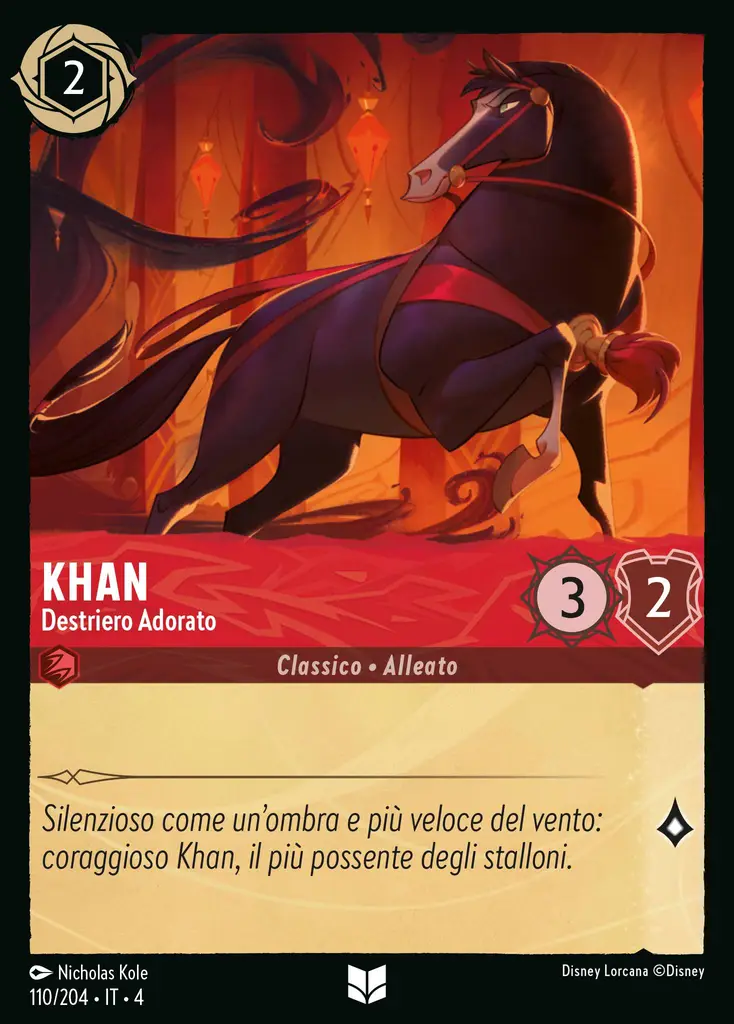 2
KHAN
Destriero Adorato
3
2
Classico • Alleato
Silenzioso come un'ombra e più veloce del vento:
coraggioso Khan, il più possente degli stalloni.
Nicholas Kole
Disney Lorcana ©Disney
110/204 • IT • 4